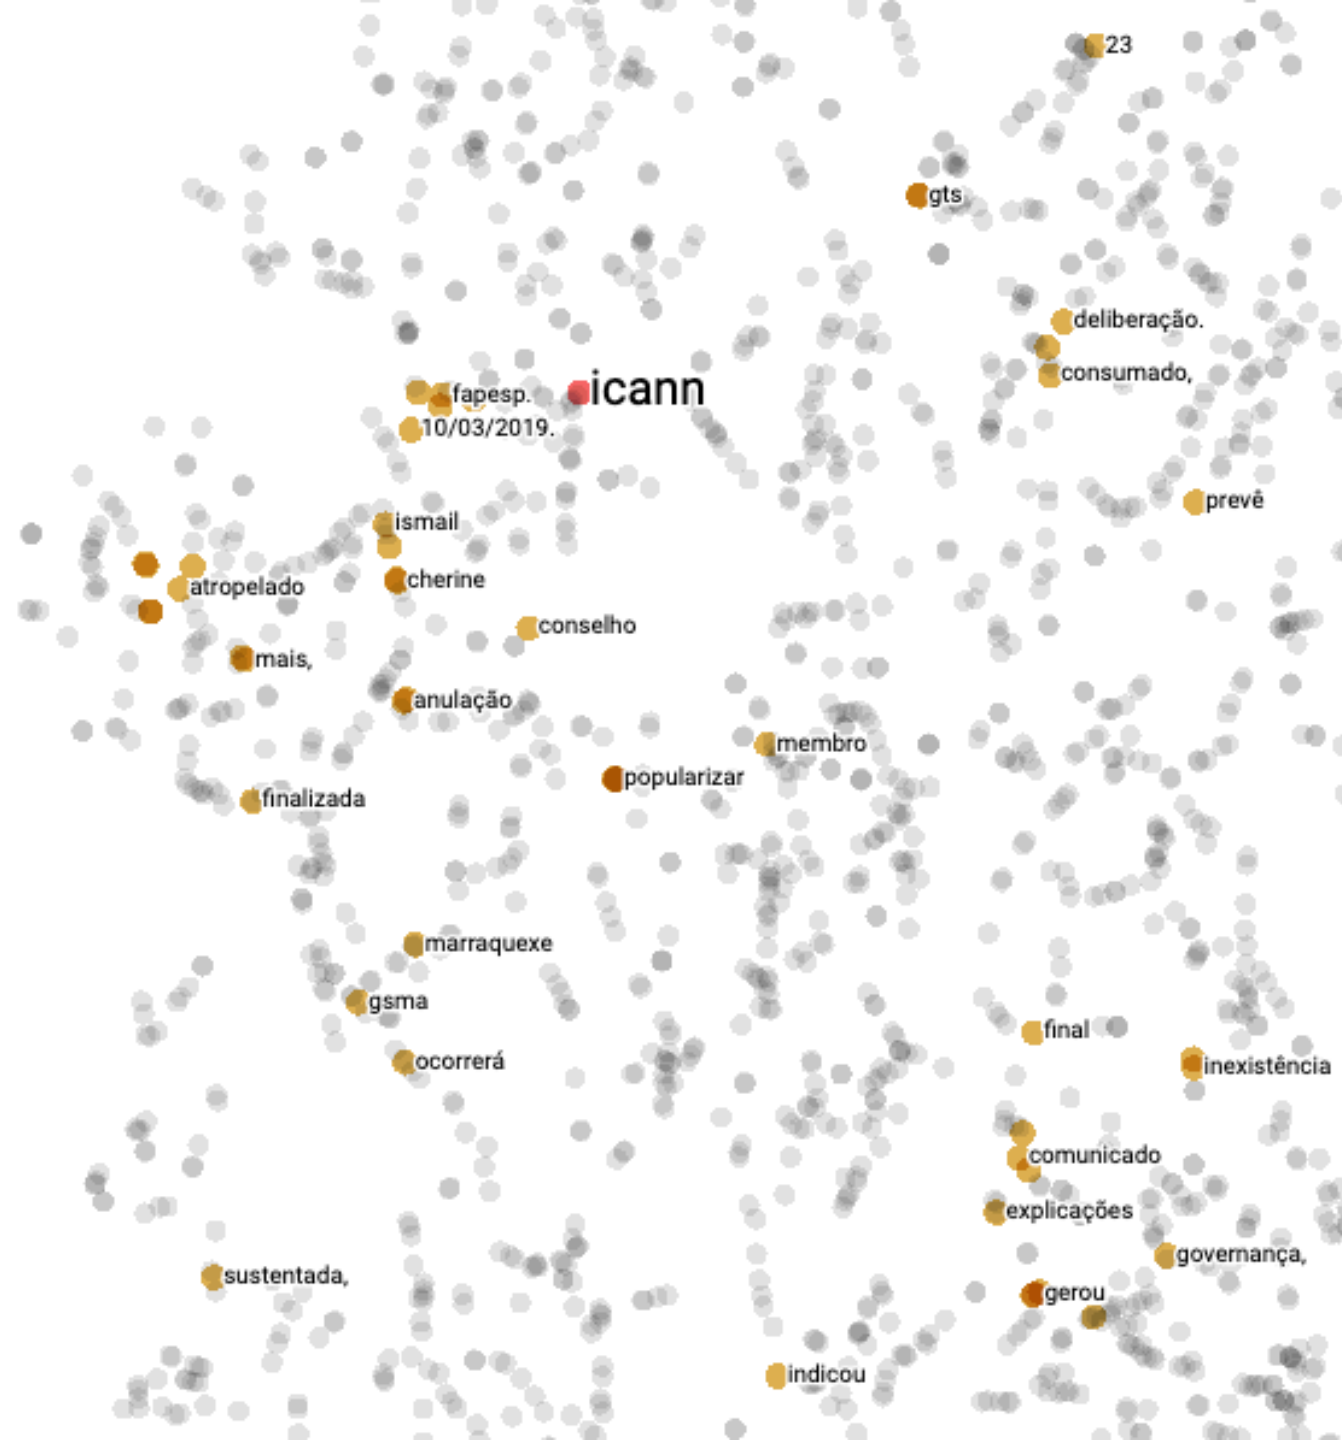 23
gts
deliberação.
consumado,
icann
fapesp.
10/03/2019.
prevê
ismail
cherine
atropelado
conselho
mais,
anulação
membro
popularizar
finalizada
marraquexe
gsma
final
ocorrerá
inexistência
comunicado
explicações
governança,
sustentada,
gerou
indicou